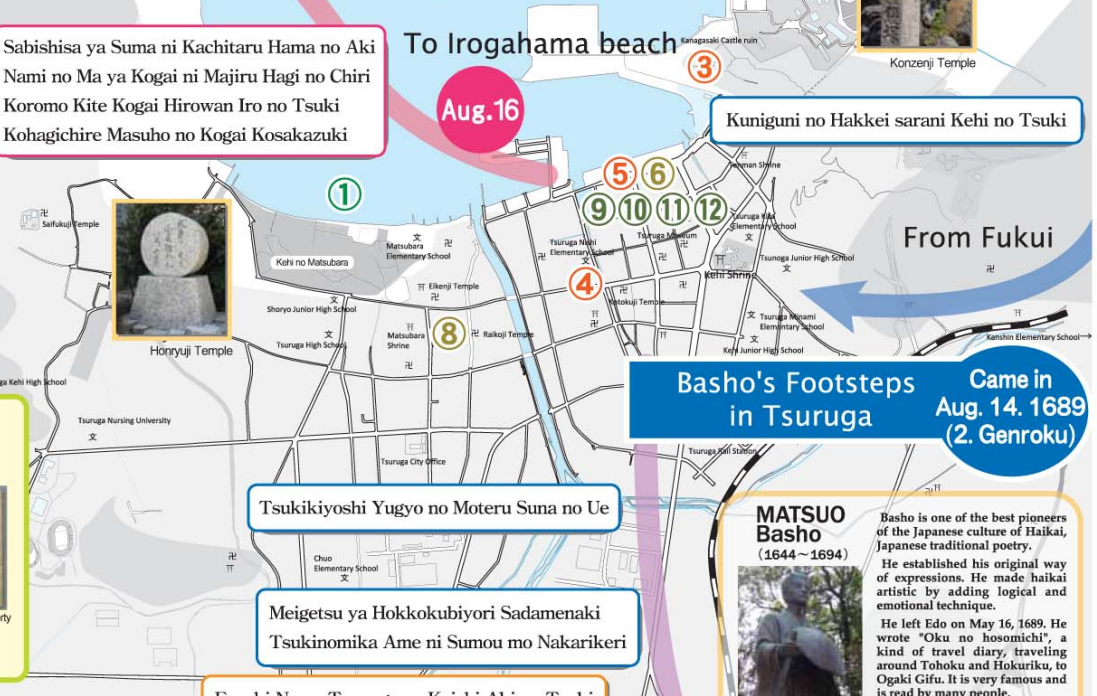 Sabishisa ya Suma ni Kachitaru Hama no Aki
Nami no Ma ya Kogai ni Majiru Hagi no Chiri
Koromo Kite Kogai Hirowan Iro no Tsuki
Kohagichire Masuho no Kogai Kosakazuki
To Irogahama beach
Aug.16
Kanagasaki Castle ruin
③
Konzenji Temple
Kuniguni no Hakkei sarani Kehi no Tsuki
Tenman Shrine
⑤ ⑥
①
⑨ ⑩ ⑪ ⑫
卍
Saifukuji Temple
Honryuji Temple
Kehi no Matsubara
文
Matsubara
Elementary School
Tsuruga Nishi
Elementary School
Tsuruga Museum
Tsuruga Kita
Elementary School
Kehi Shrine
From Fukui
Tsuruga Junior High School
文
④
Kotokuji Temple
Eikenji Temple
Shoryo Junior High School
Tsuruga High School
Matsubara
Shrine
⑧
卍 Raikoji Temple
文 Tsuruga Minami
Elementary School
Kehi Junior High School
Kanshin Elementary School→
Kehi High School
Tsuruga Nursing University
文
Tsuruga City Office
Basho's Footsteps
in Tsuruga
Came in
Aug. 14. 1689
(2. Genroku)
Tsuruga Rail Station
Tsukikiyoshi Yugyo no Moteru Suna no Ue
Chuo
Elementary School
文
Meigetsu ya Hokkokubiyori Sadamenaki
Tsukinomika Ame ni Sumou mo Nakarikeri
MATSUO
Basho
(1644～1694)
Basho is one of the best pioneers
of the Japanese culture of Haikai,
Japanese traditional poetry.
He established his original way
of expressions. He made haikai
artistic by adding logical and
emotional technique.
He left Edo on May 16, 1689. He
wrote "Oku no hosomichi", a
kind of travel diary, traveling
around Tohoku and Hokuriku, to
Ogaki Gifu. It is very famous and
is read by many people.